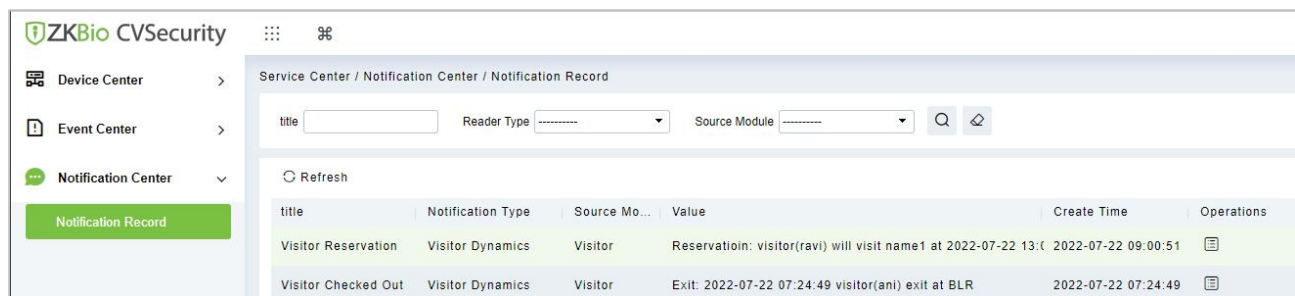 ZKBio CVSecurity
Device Center
Event Center
Notification Center
Notification Record
Service Center / Notification Center / Notification Record
title Reader Type ---------- Source Module ----------
Refresh
title Notification Type Source Mo... Value Create Time Operations
Visitor Reservation Visitor Dynamics Visitor Reservatioin: visitor(ravi) will visit name1 at 2022-07-22 13:( 2022-07-22 09:00:51
Visitor Checked Out Visitor Dynamics Visitor Exit: 2022-07-22 07:24:49 visitor(ani) exit at BLR 2022-07-22 07:24:49